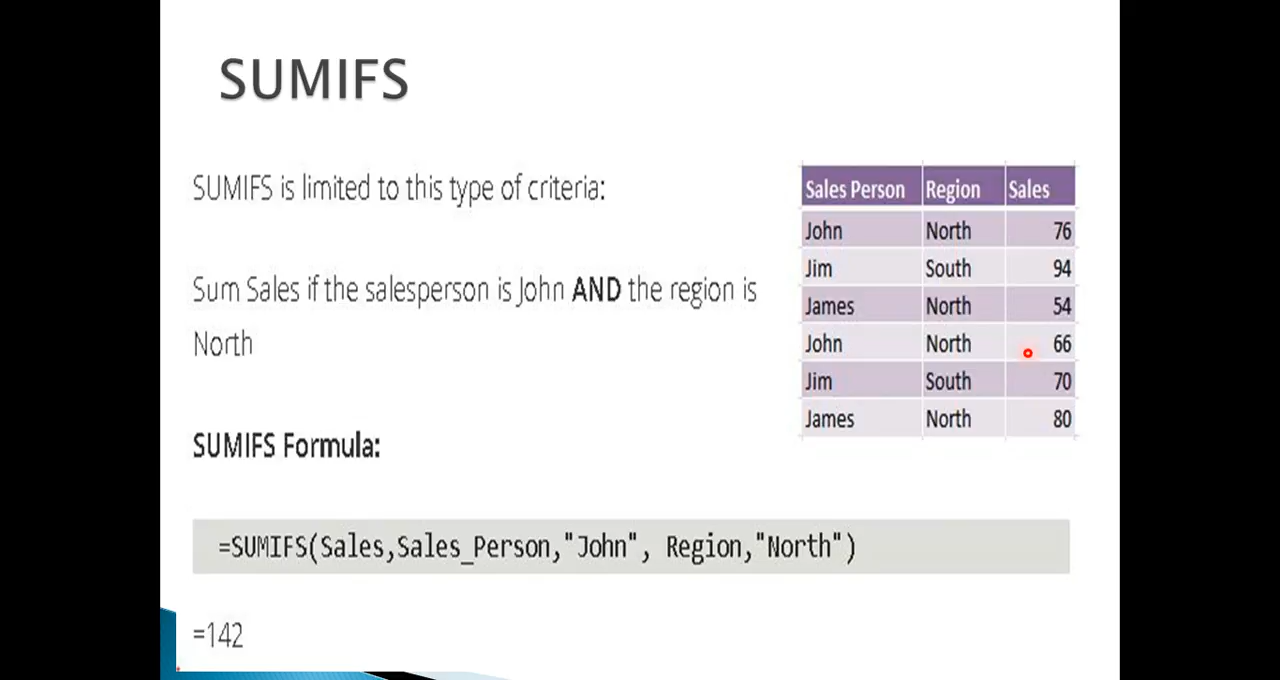 SUMIFS
SUMIFS is limited to this type of criteria:
Sum Sales if the salesperson is John AND the region is
North
SUMIFS Formula:
=SUMIFS(Sales,Sales_Person,"John", Region,"North")
=142
Sales Person Region Sales
John North 76
Jim South 94
James North 54
John North 66
Jim South 70
James North 80